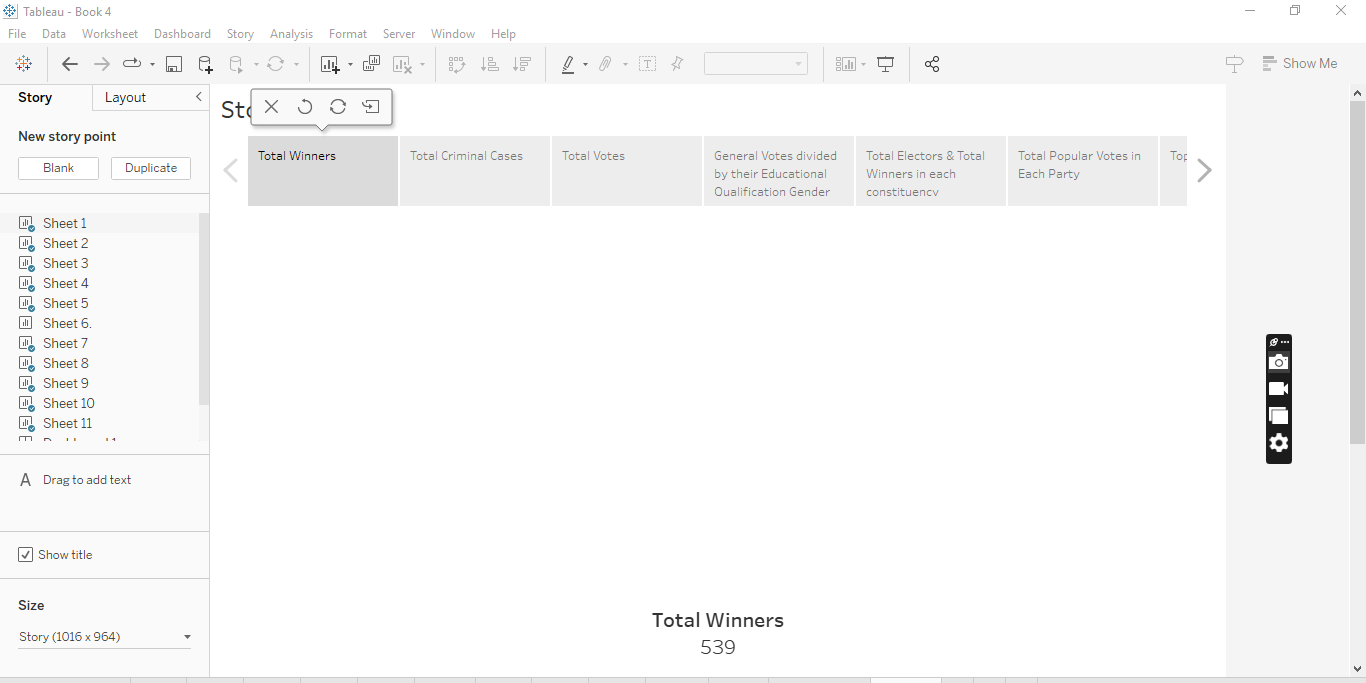 Tableau - Book 4
File Data Worksheet Dashboard Story Analysis Format Server Window Help
Show Me
Story Layout
New story point
Blank Duplicate
Sheet 1
Sheet 2
Sheet 3
Sheet 4
Sheet 5
Sheet 6.
Sheet 7
Sheet 8
Sheet 9
Sheet 10
Sheet 11
A Drag to add text
Show title
Size
Story (1016 x 964)
Total Winners
Total Criminal Cases
Total Votes
General Votes divided
by their Educational
Qualification Gender
Total Electors & Total
Winners in each
constituency
Total Popular Votes in
Each Party
Total Winners
539